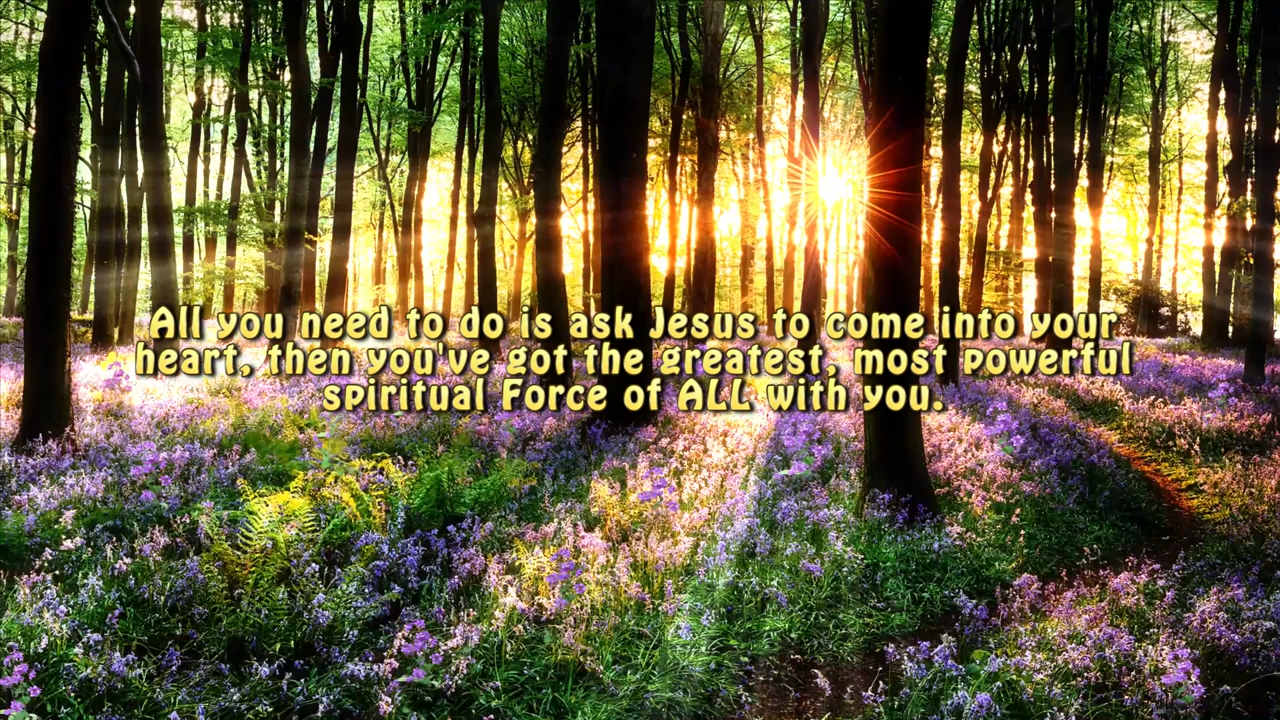 All you need to do is ask Jesus to come into your
heart, then you've got the greatest, most powerful
spiritual Force of ALL with you.